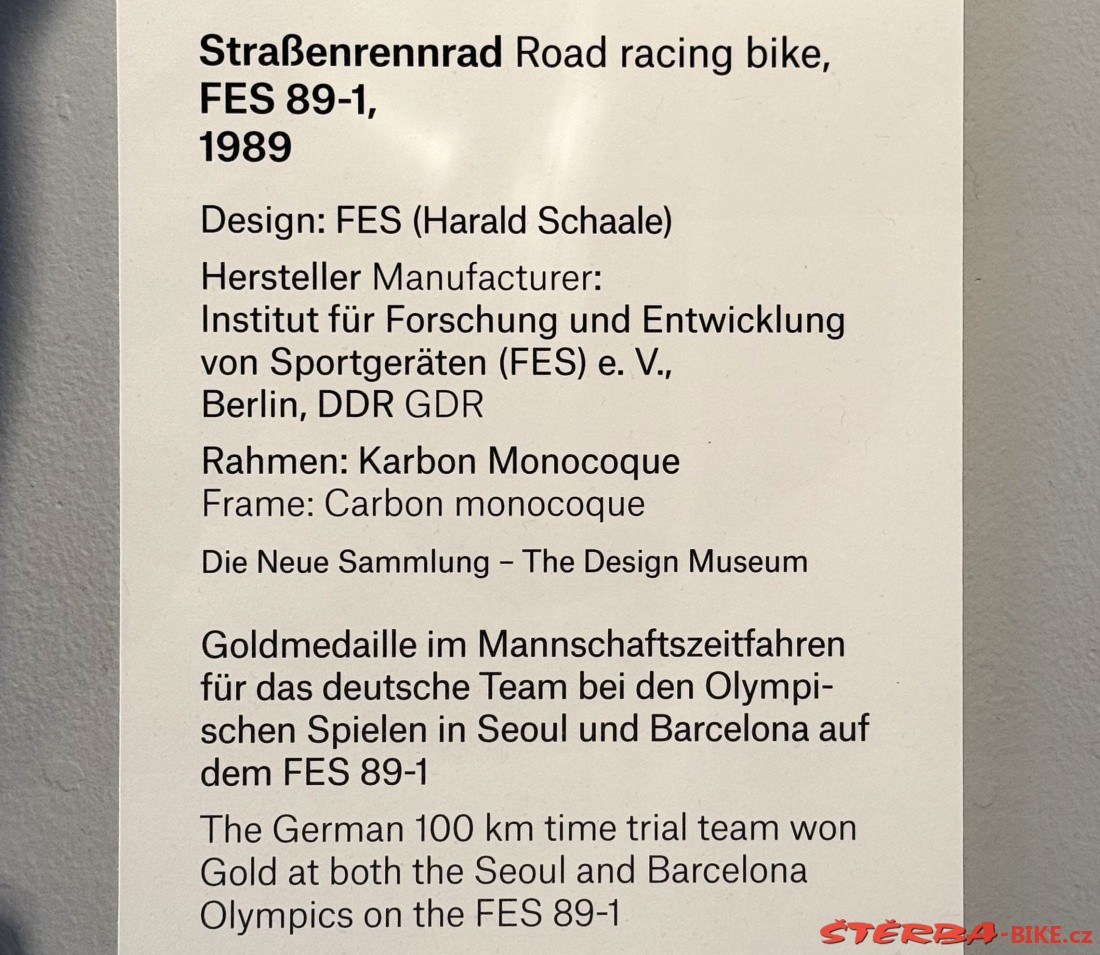 Straßenrennrad Road racing bike,
FES 89-1,
1989
Design: FES (Harald Schaale)
Hersteller Manufacturer:
Institut für Forschung und Entwicklung
von Sportgeräten (FES) e. V.,
Berlin, DDR GDR
Rahmen: Karbon Monocoque
Frame: Carbon monocoque
Die Neue Sammlung – The Design Museum
Goldmedaille im Mannschaftszeitfahren
für das deutsche Team bei den Olympi-
schen Spielen in Seoul und Barcelona auf
dem FES 89-1
The German 100 km time trial team won
Gold at both the Seoul and Barcelona
Olympics on the FES 89-1
ŠTĚRBA-BIKE.cz